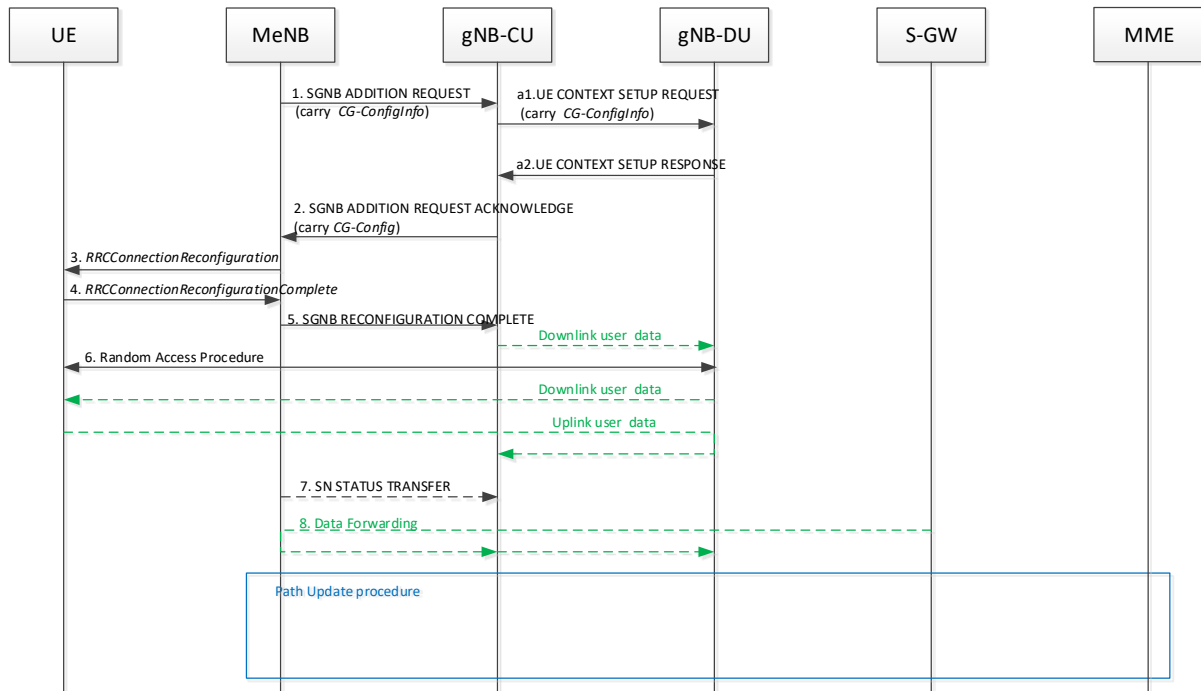 UE MeNB gNB-CU gNB-DU S-GW MME
1. SGNB ADDITION REQUEST
(carry CG-ConfigInfo)
a1.UE CONTEXT SETUP REQUEST
(carry CG-ConfigInfo)
a2.UE CONTEXT SETUP RESPONSE
2. SGNB ADDITION REQUEST ACKNOWLEDGE
(carry CG-Config)
3. RRCConnectionReconfiguration
4. RRCConnectionReconfigurationComplete
5. SGNB RECONFIGURATION COMPLETE
Downlink user data
6. Random Access Procedure
Downlink user data
Uplink user data
7. SN STATUS TRANSFER
8. Data Forwarding
Path Update procedure